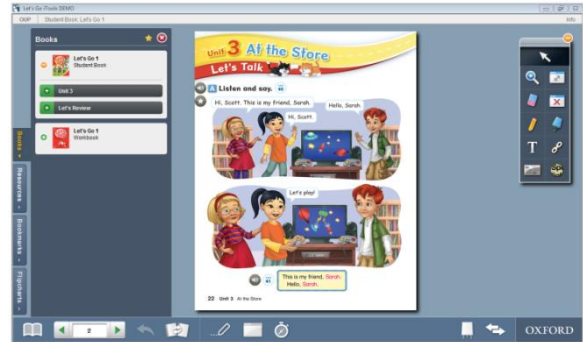 Let's Go iTools DEMO
OUP Student Book: Let's Go 1
Info
Books
Let's Go 1
Student Book
Unit 3
Let's Review
Let's Go 1
Workbook
Books
Resources
Bookmarks
Flipcharts
Unit 3 At the Store
Let's Talk
A Listen and say.
Hi, Scott. This is my friend, Sarah.
Hello, Sarah.
Hi, Scott.
Let's play!
This is my friend, Sarah.
Hello, Sarah.
22 Unit 3 At the Store
T
2
OXFORD